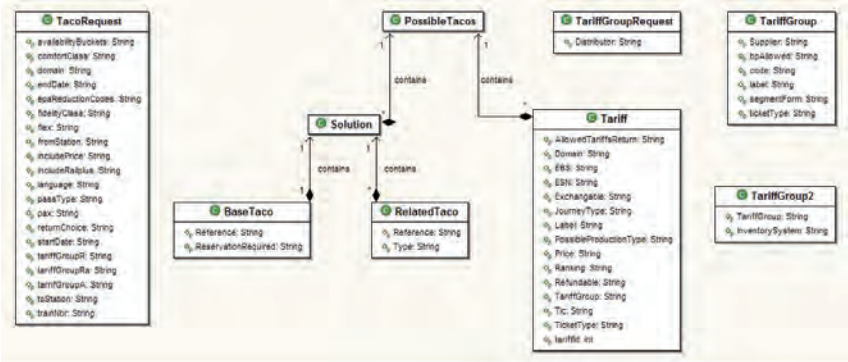 TacoRequest
availabilityBuckets: String
comfortClass: String
domain: String
endDate: String
epaReductionCodes: String
fidelityClass: String
flex: String
fromStation: String
includePrice: String
includeRailplus: String
language: String
passType: String
pax: String
returnChoice: String
startDate: String
tariffGroupR: String
tariffGroupRa: String
tarrifGroupA: String
toStation: String
trainNbr: String
PossibleTacos
1
1
contains
contains
*
*
Solution
1
1
contains
contains
1
*
BaseTaco
Reference: String
ReservationRequired: String
RelatedTaco
Reference: String
Type: String
TariffGroupRequest
Distributor: String
Tariff
AllowedTariffsReturn: String
Domain: String
EBS: String
ESN: String
Exchangable: String
JourneyType: String
Label: String
PossibleProductionType: String
Price: String
Ranking: String
Refundable: String
TariffGroup: String
Tic: String
TicketType: String
tariffId: int
TariffGroup
Supplier: String
bpAllowed: String
code: String
label: String
segmentForm: String
ticketType: String
TariffGroup2
TariffGroup: String
InventorySystem: String